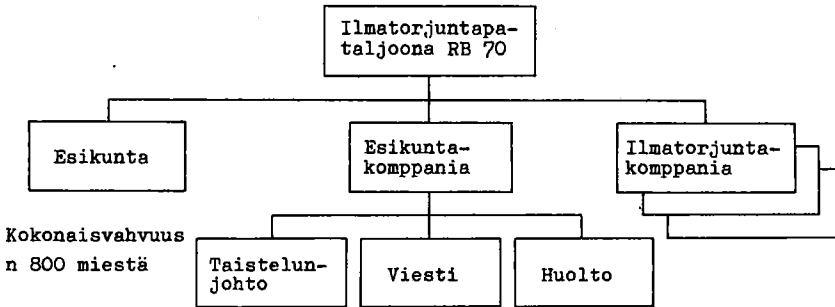 Ilmatorjuntapa-
taljoona RB 70
Esikunta
Esikunta-
komppania
Ilmatorjunta-
komppania
Kokonaisvahvuus
n 800 miestä
Taistelun-
johto
Viesti
Huolto